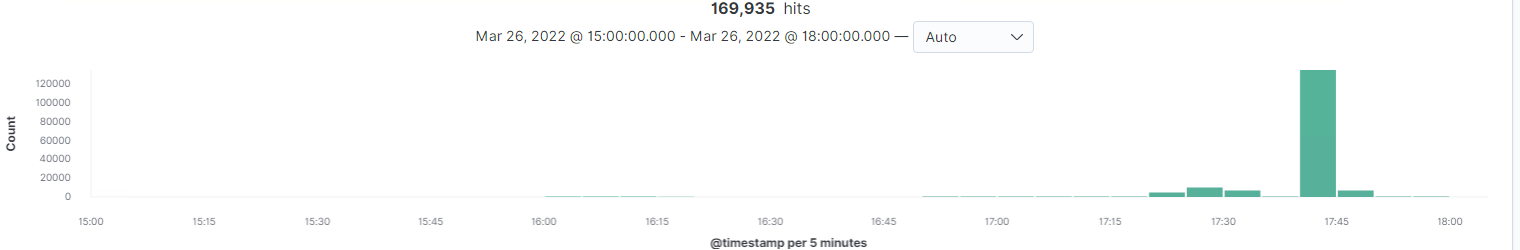 169,935 hits
Mar 26, 2022 @ 15:00:00.000 - Mar 26, 2022 @ 18:00:00.000 — Auto
Count
120000
100000
80000
60000
40000
20000
0
15:00 15:15 15:30 15:45 16:00 16:15 16:30 16:45 17:00 17:15 17:30 17:45 18:00
@timestamp per 5 minutes